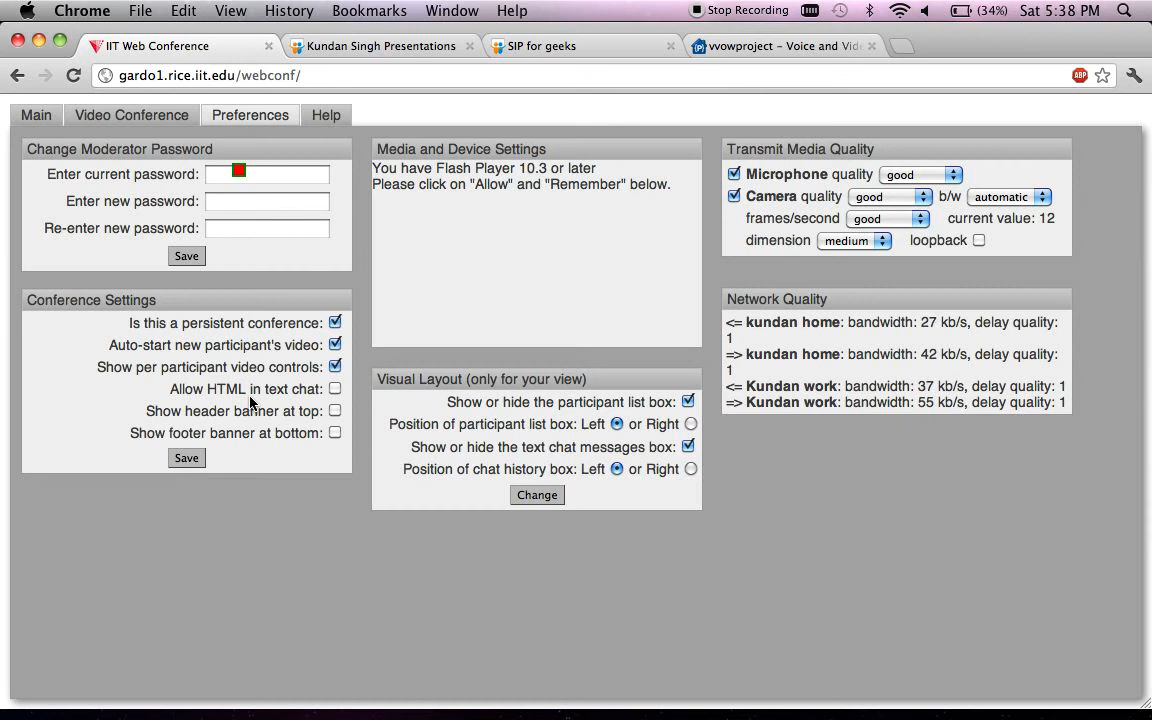 Chrome File Edit View History Bookmarks Window Help Stop Recording (34%) Sat 5:38 PM
IIT Web Conference Kundan Singh Presentations SIP for geeks vvowproject – Voice and Vid
gardo1.rice.iit.edu/webconf/
ABP
Main Video Conference Preferences Help
Change Moderator Password
Enter current password:
Enter new password:
Re-enter new password:
Save
Conference Settings
Is this a persistent conference:
Auto-start new participant's video:
Show per participant video controls:
Allow HTML in text chat:
Show header banner at top:
Show footer banner at bottom:
Save
Media and Device Settings
You have Flash Player 10.3 or later
Please click on "Allow" and "Remember" below.
Visual Layout (only for your view)
Show or hide the participant list box:
Position of participant list box: Left or Right
Show or hide the text chat messages box:
Position of chat history box: Left or Right
Change
Transmit Media Quality
Microphone quality good
Camera quality good b/w automatic
frames/second good current value: 12
dimension medium loopback
Network Quality
<= kundan home: bandwidth: 27 kb/s, delay quality:
1
=> kundan home: bandwidth: 42 kb/s, delay quality:
1
<= Kundan work: bandwidth: 37 kb/s, delay quality: 1
=> Kundan work: bandwidth: 55 kb/s, delay quality: 1